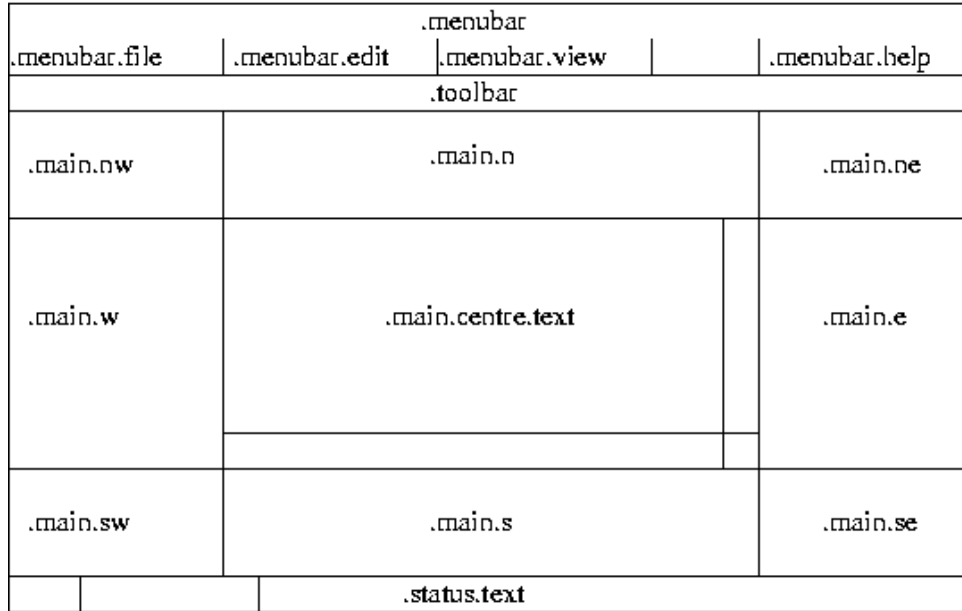 .menubar
.menubar.file .menubar.edit .menubar.view .menubar.help
.toolbar
.main.nw .main.n .main.ne
.main.w .main.centre.text .main.e
.main.sw .main.s .main.se
.status.text